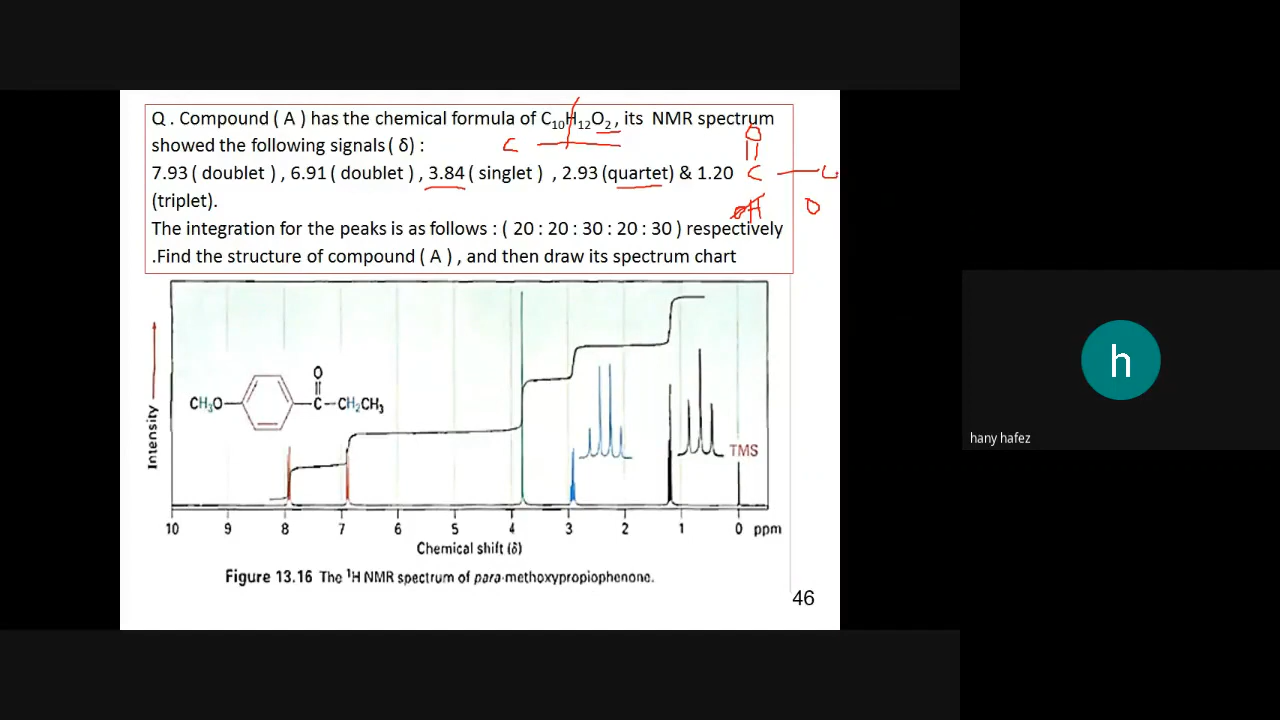 Q . Compound ( A ) has the chemical formula of C₁₀H₁₂O₂, its NMR spectrum
showed the following signals ( δ ) :
7.93 ( doublet ) , 6.91 ( doublet ) , 3.84 ( singlet ) , 2.93 (quartet) & 1.20
(triplet).
The integration for the peaks is as follows : ( 20 : 20 : 30 : 20 : 30 ) respectively
.Find the structure of compound ( A ) , and then draw its spectrum chart
C
O
C
O
Intensity
O
CH₃O C CH₂CH₃
TMS
10 9 8 7 6 5 4 3 2 1 0 ppm
Chemical shift (δ)
Figure 13.16 The ¹H NMR spectrum of para-methoxypropiophenone.
46
h
hany hafez